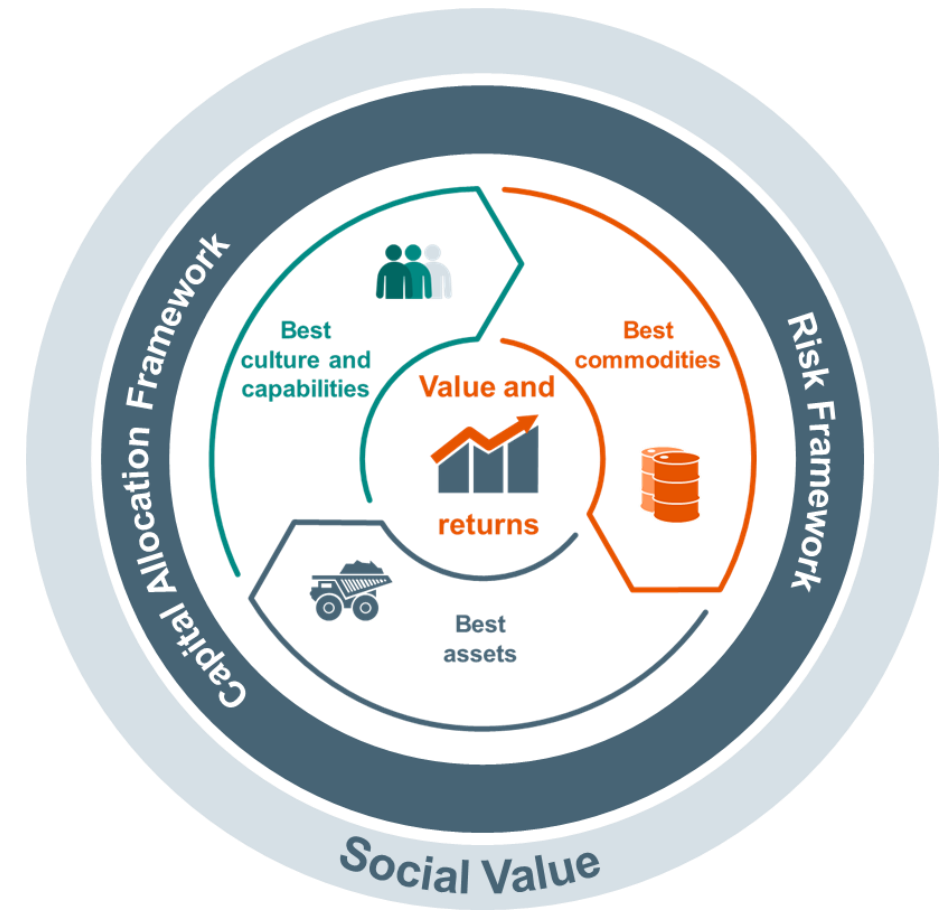 Capital Allocation Framework
Risk Framework
Best
culture and
capabilities
Best
commodities
Value and
returns
Best
assets
Social Value